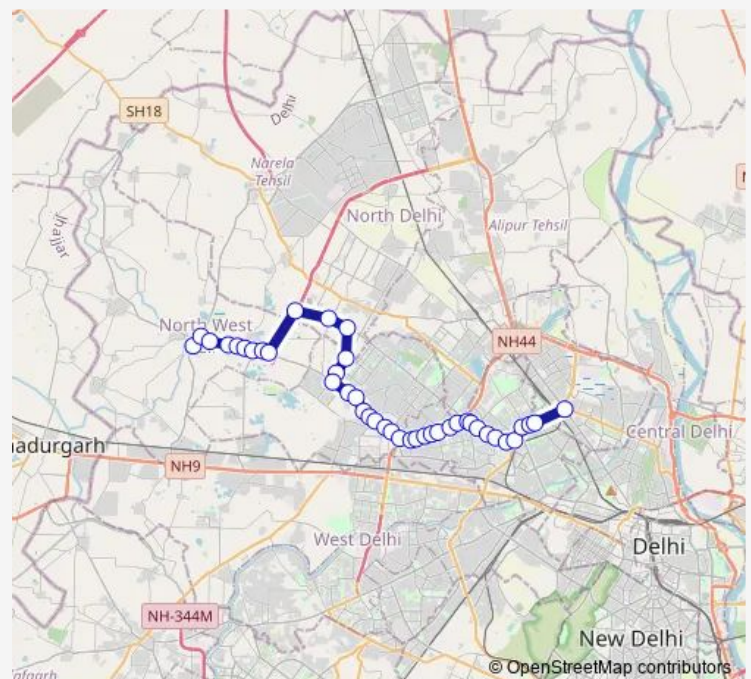 SH18
Delhi
Narela
Tehsil
North Delhi
Jhajjar
Alipur Tehsil
North West
NH44
adurgarh
Central Delhi
NH9
West Delhi
Delhi
NH-344M
New Delhi
© OpenStreetMap contributors